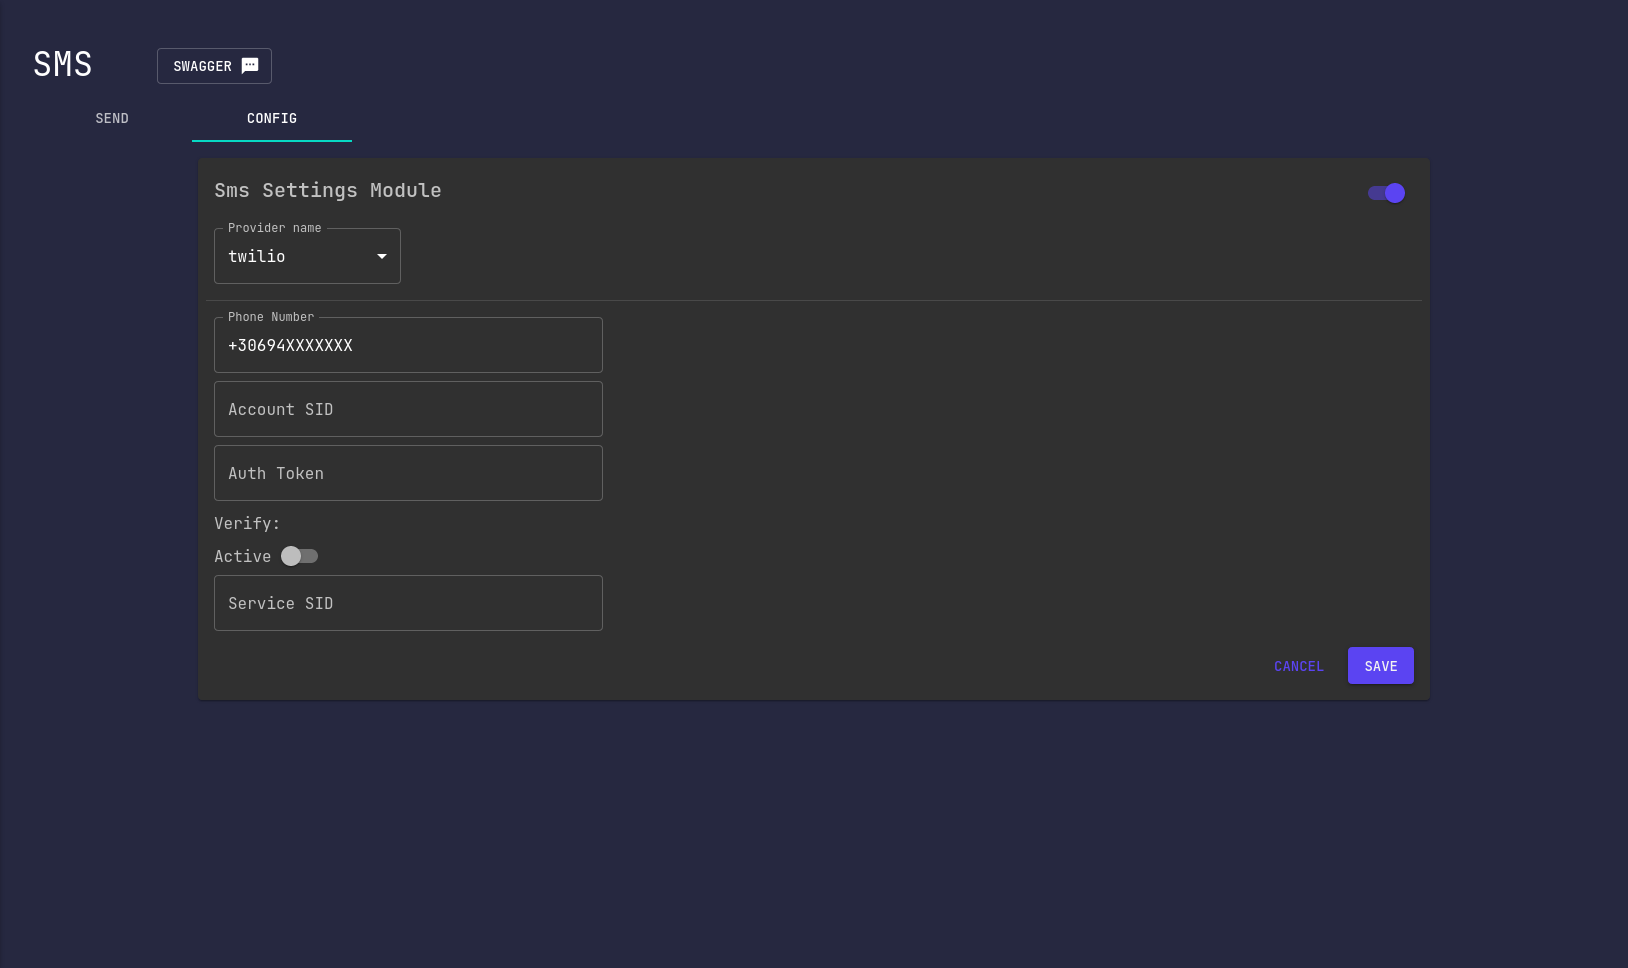 SMS
SWAGGER
SEND
CONFIG
Sms Settings Module
Provider name
twilio
Phone Number
+30694XXXXXXX
Account SID
Auth Token
Verify:
Active
Service SID
CANCEL
SAVE